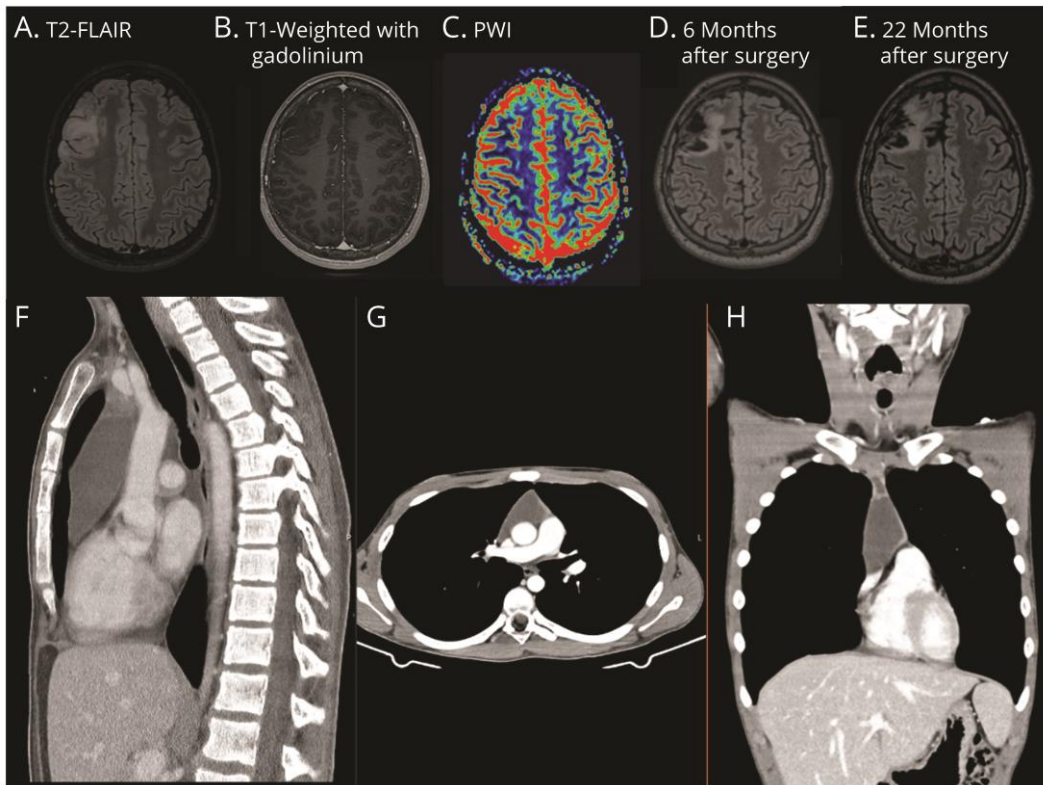 A. T2-FLAIR
B. T1-Weighted with
gadolinium
C. PWI
D. 6 Months
after surgery
E. 22 Months
after surgery
F
G
H